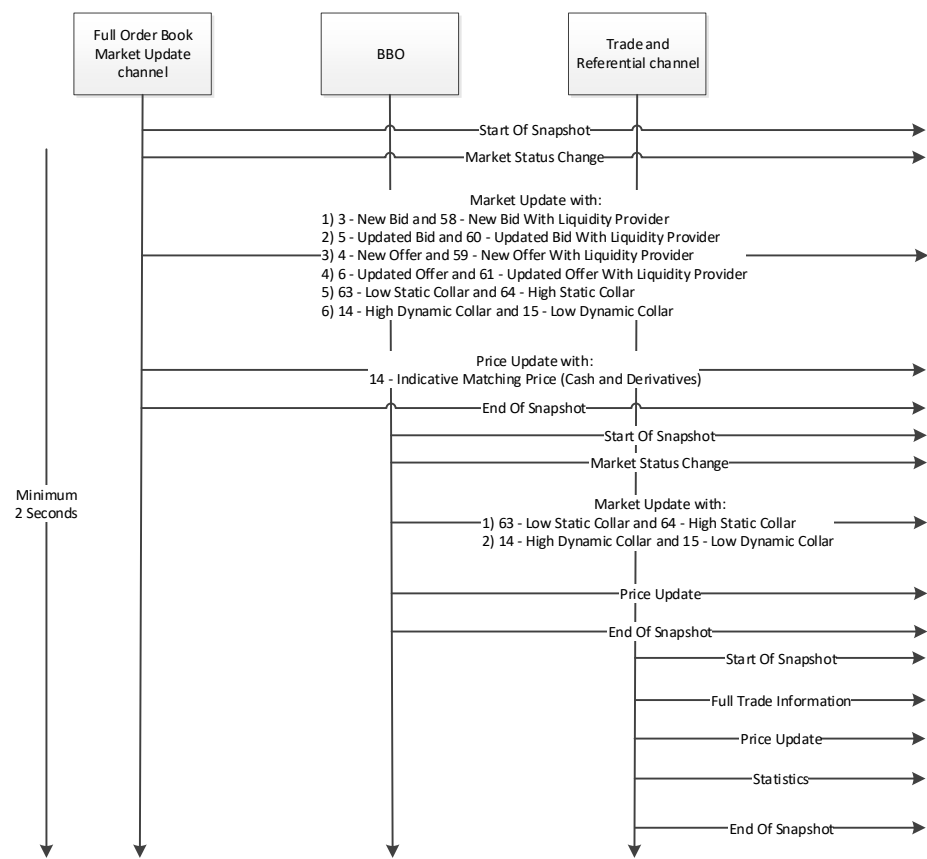 Full Order Book
Market Update
channel
BBO
Trade and
Referential channel
Start Of Snapshot
Market Status Change
Market Update with:
1) 3 - New Bid and 58 - New Bid With Liquidity Provider
2) 5 - Updated Bid and 60 - Updated Bid With Liquidity Provider
3) 4 - New Offer and 59 - New Offer With Liquidity Provider
4) 6 - Updated Offer and 61 - Updated Offer With Liquidity Provider
5) 63 - Low Static Collar and 64 - High Static Collar
6) 14 - High Dynamic Collar and 15 - Low Dynamic Collar
Price Update with:
14 - Indicative Matching Price (Cash and Derivatives)
End Of Snapshot
Start Of Snapshot
Market Status Change
Minimum
2 Seconds
Market Update with:
1) 63 - Low Static Collar and 64 - High Static Collar
2) 14 - High Dynamic Collar and 15 - Low Dynamic Collar
Price Update
End Of Snapshot
Start Of Snapshot
Full Trade Information
Price Update
Statistics
End Of Snapshot